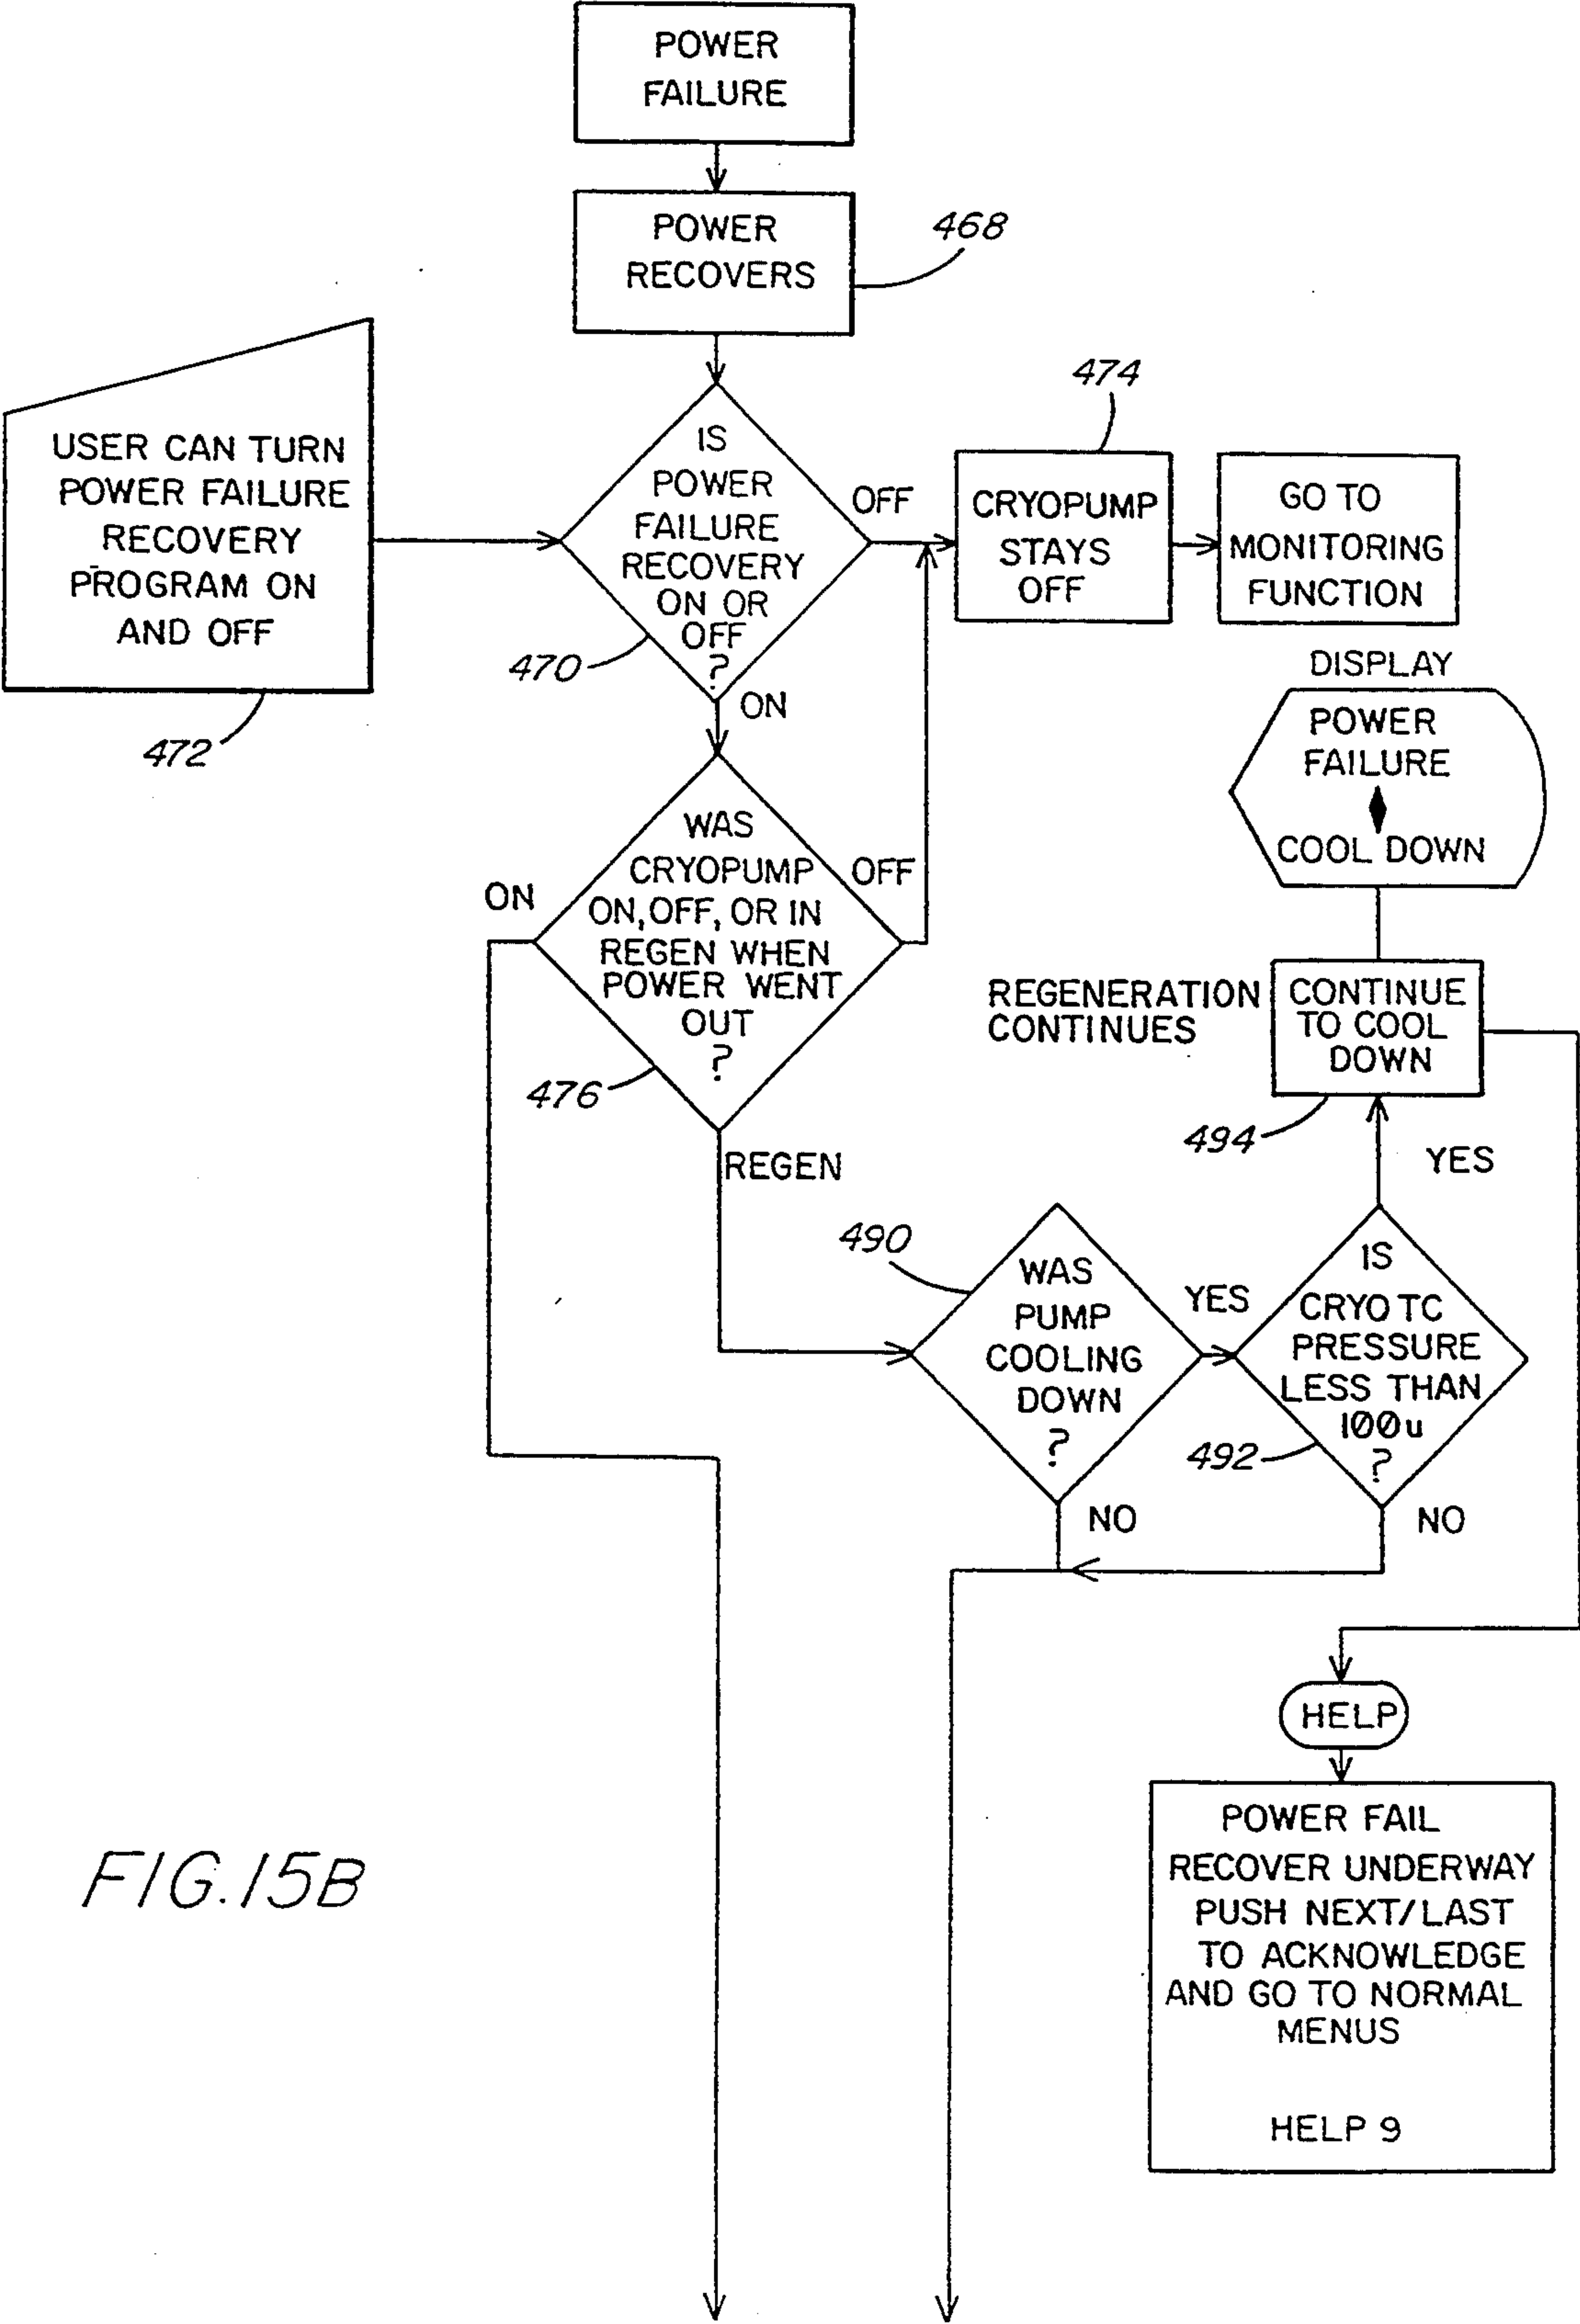 POWER
FAILURE
POWER
RECOVERS
468
USER CAN TURN
POWER FAILURE
RECOVERY
PROGRAM ON
AND OFF
472
IS
POWER
FAILURE
RECOVERY
ON OR
OFF
?
470
OFF
ON
474
CRYOPUMP
STAYS
OFF
GO TO
MONITORING
FUNCTION
DISPLAY
POWER
FAILURE
COOL DOWN
WAS
CRYOPUMP
ON, OFF, OR IN
REGEN WHEN
POWER WENT
OUT
?
476
ON
OFF
REGEN
REGENERATION
CONTINUES
CONTINUE
TO COOL
DOWN
494
YES
490
WAS
PUMP
COOLING
DOWN
?
YES
NO
IS
CRYO TC
PRESSURE
LESS THAN
100u
?
492
NO
HELP
POWER FAIL
RECOVER UNDERWAY
PUSH NEXT/LAST
TO ACKNOWLEDGE
AND GO TO NORMAL
MENUS
HELP 9
FIG. 15B